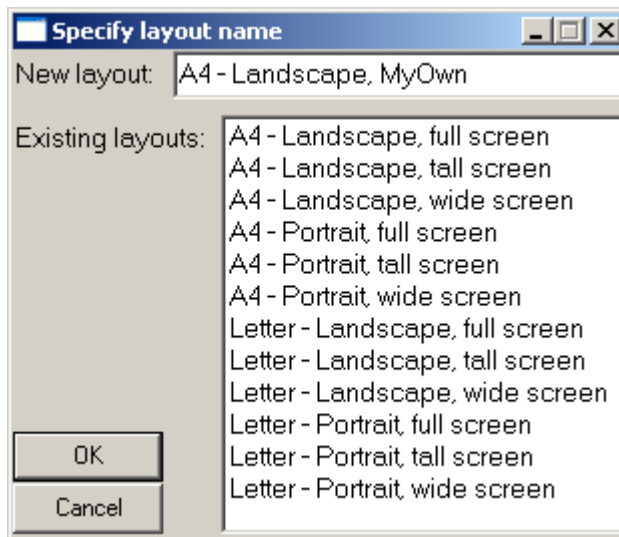 Specify layout name
New layout: A4 - Landscape, MyOwn
Existing layouts:
A4 - Landscape, full screen
A4 - Landscape, tall screen
A4 - Landscape, wide screen
A4 - Portrait, full screen
A4 - Portrait, tall screen
A4 - Portrait, wide screen
Letter - Landscape, full screen
Letter - Landscape, tall screen
Letter - Landscape, wide screen
Letter - Portrait, full screen
Letter - Portrait, tall screen
Letter - Portrait, wide screen
OK
Cancel